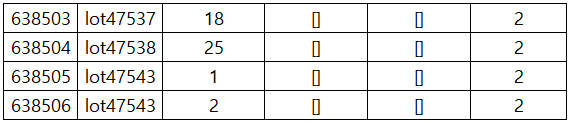 638503 lot47537 18 [] [] 2
638504 lot47538 25 [] [] 2
638505 lot47543 1 [] [] 2
638506 lot47543 2 [] [] 2